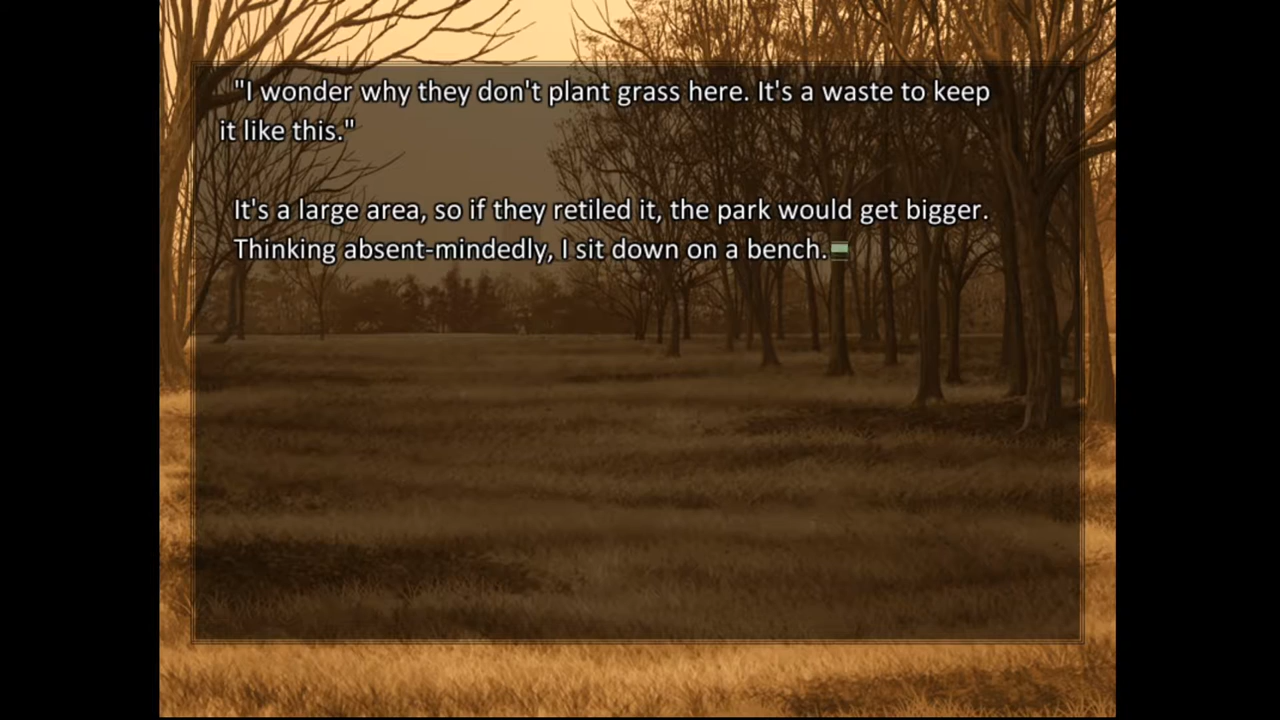 "I wonder why they don't plant grass here. It's a waste to keep
it like this."
It's a large area, so if they retiled it, the park would get bigger.
Thinking absent-mindedly, I sit down on a bench.